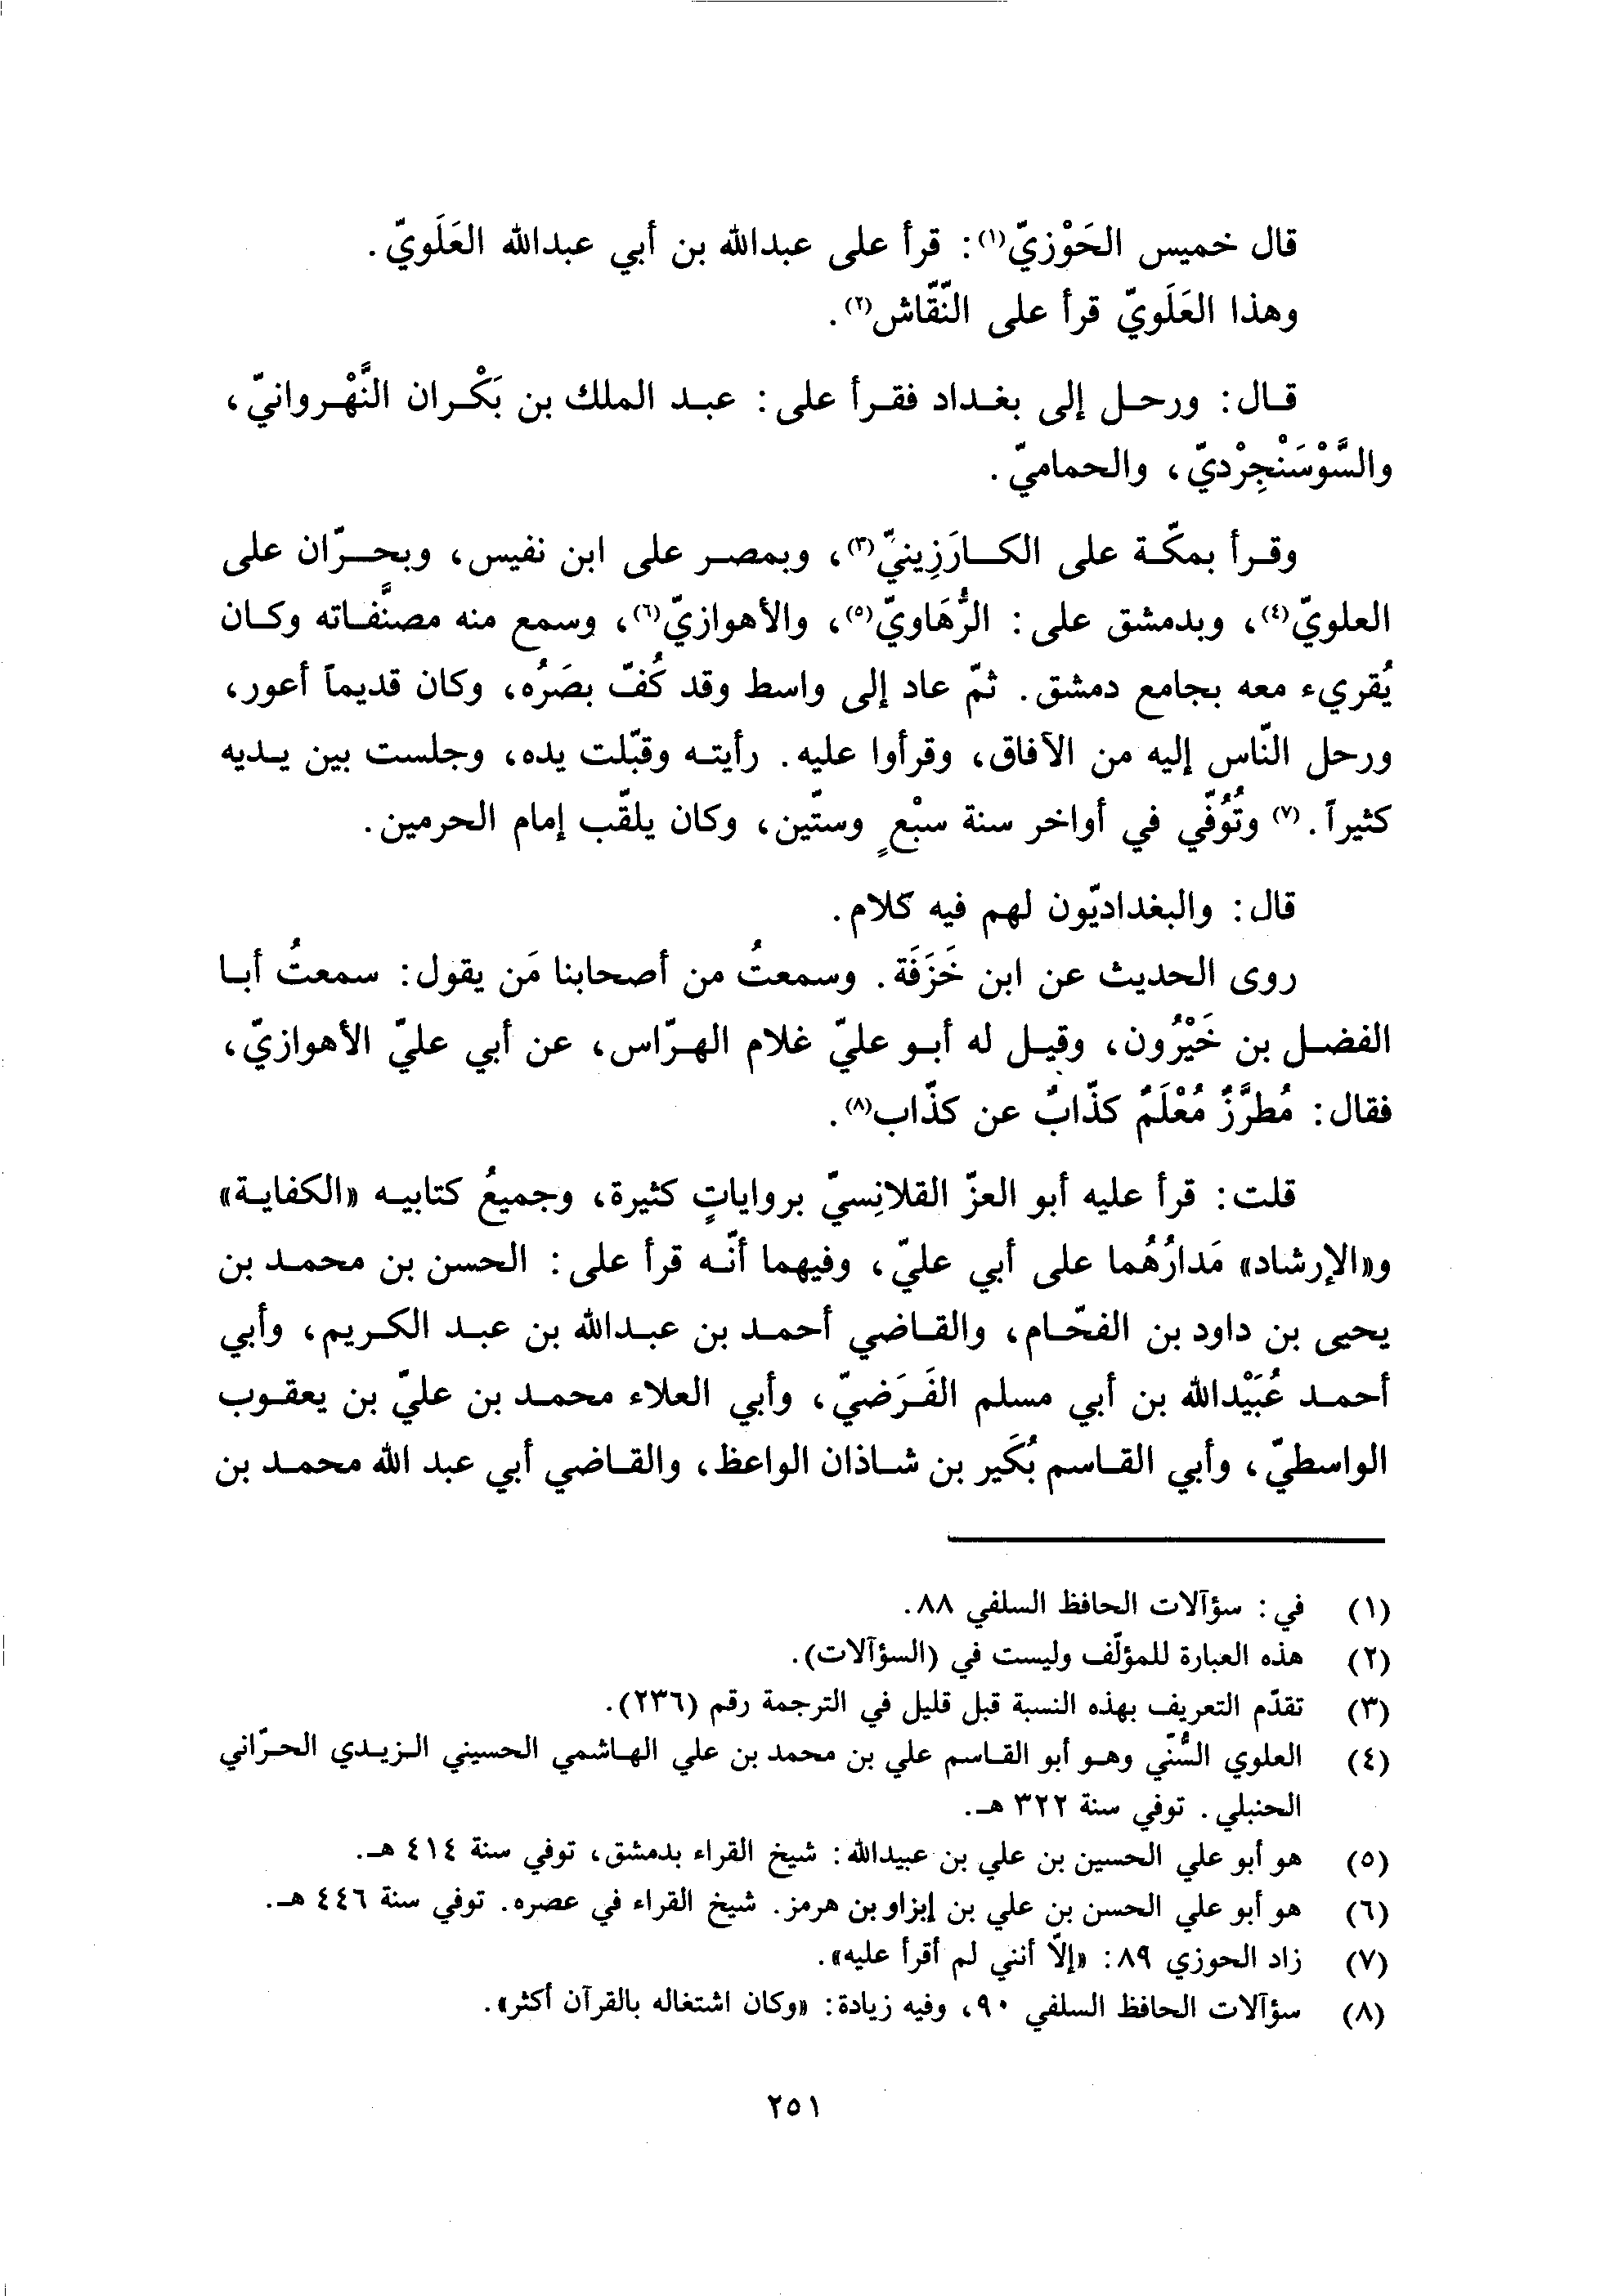 قال خميس الحَوْزيّ(١): قرأ على عبدالله بن أبي عبدالله العَلَويّ.
وهذا العَلَويّ قرأ على النّقّاش(٢).
قال: ورحل إلى بغداد فقرأ على: عبد الملك بن بَكْران النَّهْروانيّ،
والسَّوْسَنْجِرْديّ، والحماميّ.
وقرأ بمكّة على الكارَزِينيّ(٣)، وبمصر على ابن نفيس، وبحرّان على
العلويّ(٤)، وبدمشق على: الرُّهَاويّ(٥)، والأهوازيّ(٦)، وسمع منه مصنَّفاته وكان
يُقريء معه بجامع دمشق. ثمّ عاد إلى واسط وقد كُفّ بصَرُه، وكان قديماً أعور،
ورحل النّاس إليه من الآفاق، وقرأوا عليه. رأيته وقبّلت يده، وجلست بين يديه
كثيراً.(٧) وتُوُفّي في أواخر سنة سبْعٍ وستّين، وكان يلقّب إمام الحرمين.
قال: والبغداديّون لهم فيه كلام.
روى الحديث عن ابن خَزَفَة. وسمعتُ من أصحابنا مَن يقول: سمعتُ أبا
الفضل بن خَيْرُون، وقيل له أبو عليّ غلام الهرّاس، عن أبي عليّ الأهوازيّ،
فقال: مُطرَّزٌ مُعْلَمٌ كذّابٌ عن كذّاب(٨).
قلت: قرأ عليه أبو العزّ القلانِسيّ برواياتٍ كثيرة، وجميعُ كتابيه «الكفاية»
و«الإرشاد» مَدارُهُما على أبي عليّ، وفيهما أنّه قرأ على: الحسن بن محمد بن
يحيى بن داود بن الفحّام، والقاضي أحمد بن عبدالله بن عبد الكريم، وأبي
أحمد عُبَيْدالله بن أبي مسلم الفَرَضيّ، وأبي العلاء محمد بن عليّ بن يعقوب
الواسطيّ، وأبي القاسم بُكَير بن شاذان الواعظ، والقاضي أبي عبد الله محمد بن
(١) في: سؤآلات الحافظ السلفي ٨٨.
(٢) هذه العبارة للمؤلّف وليست في (السؤآلات).
(٣) تقدّم التعريف بهذه النسبة قبل قليل في الترجمة رقم (٢٣٦).
(٤) العلوي السُّنّي وهو أبو القاسم علي بن محمد بن علي الهاشمي الحسيني الزيدي الحرّاني
الحنبلي. توفي سنة ٣٢٢ هـ.
(٥) هو أبو علي الحسين بن علي بن عبيدالله: شيخ القراء بدمشق، توفي سنة ٤١٤ هـ.
(٦) هو أبو علي الحسن بن علي بن إبزاو بن هرمز. شيخ القراء في عصره. توفي سنة ٤٤٦ هـ.
(٧) زاد الحوزي ٨٩: «إلّا أنني لم أقرأ عليه».
(٨) سؤآلات الحافظ السلفي ٩٠، وفيه زيادة: «وكان اشتغاله بالقرآن أكثر».
٢٥١